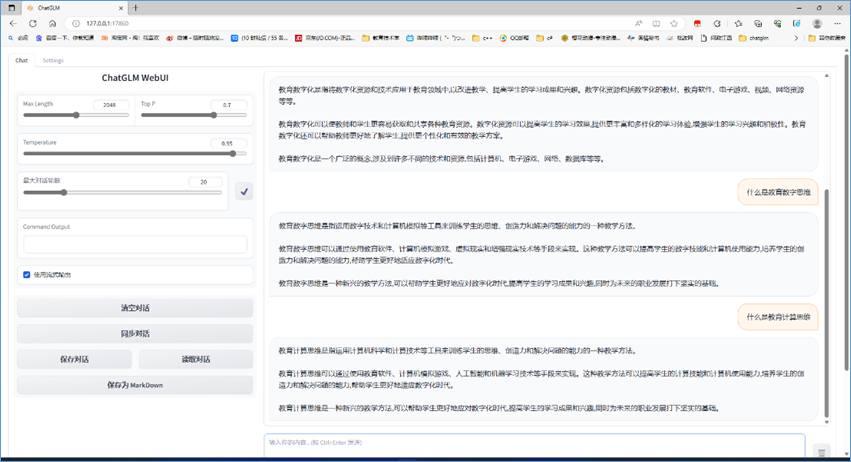 ChatGLM
127.0.0.1:17860
京东(JD.COM)-正品...
教育技术学
c++
QQ邮箱
c#
chatglm
Chat
Settings
ChatGLM WebUI
Max Length
2048
Top P
0.7
Temperature
0.95
最大对话轮数
20
Command Output
使用流式输出
清空对话
同步对话
保存对话
读取对话
保存为 MarkDown
教育数字化是指将数字化资源和技术应用于教育领域中,以改进教学、提高学生的学习成果和兴趣。数字化资源包括数字化的教材、教育软件、电子游戏、视频、网络资源
等等。
教育数字化可以使教师和学生更容易获取和共享各种教育资源。数字化资源可以提高学生的学习效果,提供更丰富和多样化的学习体验,增强学生的学习兴趣和积极性。教育
数字化还可以帮助教师更好地了解学生,提供更个性化和有效的教学方案。
教育数字化是一个广泛的概念,涉及到许多不同的技术和资源,包括计算机、电子游戏、网络、数据库等等。
什么是教育数字思维
教育数字思维是指运用数字技术和计算机模拟等工具来训练学生的思维、创造力和解决问题的能力的一种教学方法。
教育数字思维可以通过使用教育软件、计算机模拟游戏、虚拟现实和增强现实技术等手段来实现。这种教学方法可以提高学生的数字技能和计算机使用能力,培养学生的创
造力和解决问题的能力,帮助学生更好地适应数字化时代。
教育数字思维是一种新兴的教学方法,可以帮助学生更好地应对数字化时代,提高学生的学习成果和兴趣,同时为未来的职业发展打下坚实的基础。
什么是教育计算思维
教育计算思维是指运用计算机科学和计算技术等工具来训练学生的思维、创造力和解决问题的能力的一种教学方法。
教育计算思维可以通过使用教育软件、计算机模拟游戏、人工智能和机器学习技术等手段来实现。这种教学方法可以提高学生的计算技能和计算机使用能力,培养学生的创
造力和解决问题的能力,帮助学生更好地适应数字化时代。
教育计算思维是一种新兴的教学方法,可以帮助学生更好地应对数字化时代,提高学生的学习成果和兴趣,同时为未来的职业发展打下坚实的基础。
输入你的内容...(按 Ctrl+Enter 发送)